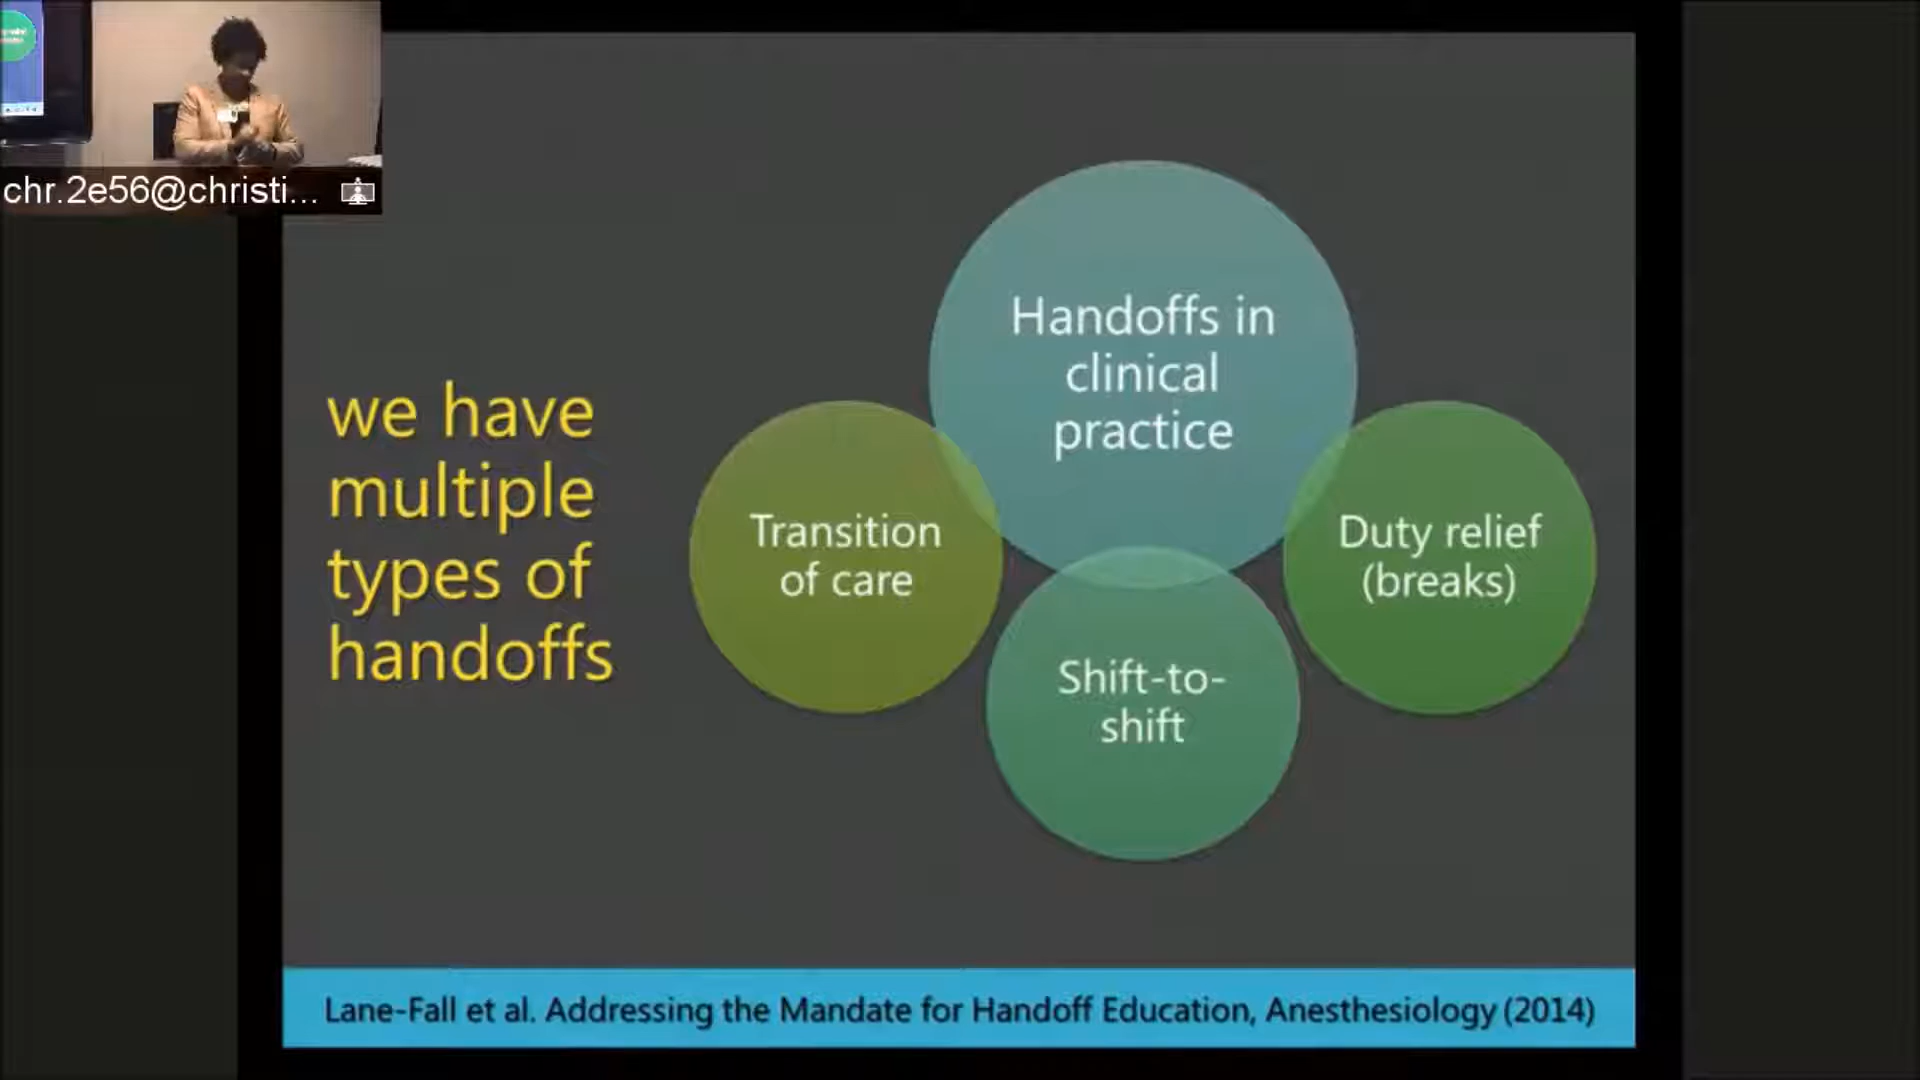 chr.2e56@christi...
we have
multiple
types of
handoffs
Handoffs in
clinical
practice
Transition
of care
Shift-to-
shift
Duty relief
(breaks)
Lane-Fall et al. Addressing the Mandate for Handoff Education, Anesthesiology (2014)